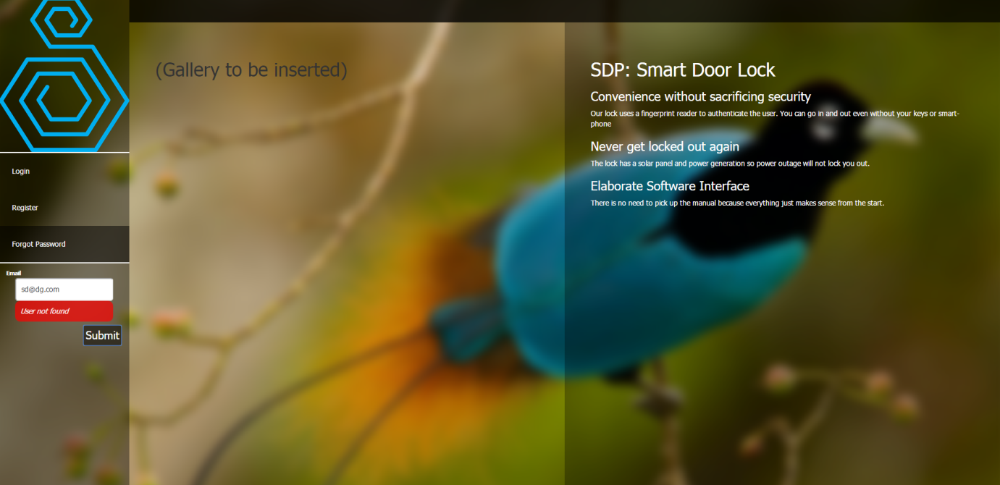 Login
Register
Forgot Password
Email
sd@dg.com
User not found
Submit
(Gallery to be inserted)
SDP: Smart Door Lock
Convenience without sacrificing security
Our lock uses a fingerprint reader to authenticate the user. You can go in and out even without your keys or smart-
phone
Never get locked out again
The lock has a solar panel and power generation so power outage will not lock you out.
Elaborate Software Interface
There is no need to pick up the manual because everything just makes sense from the start.